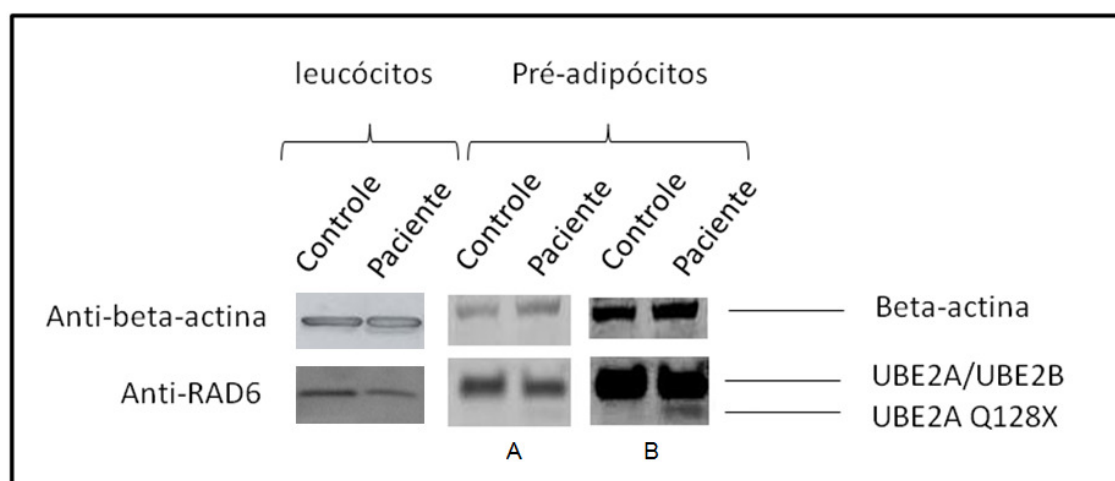 leucócitos
Pré-adipócitos
Controle
Paciente
Controle
Paciente
Controle
Paciente
Anti-beta-actina
Beta-actina
Anti-RAD6
UBE2A/UBE2B
UBE2A Q128X
A
B